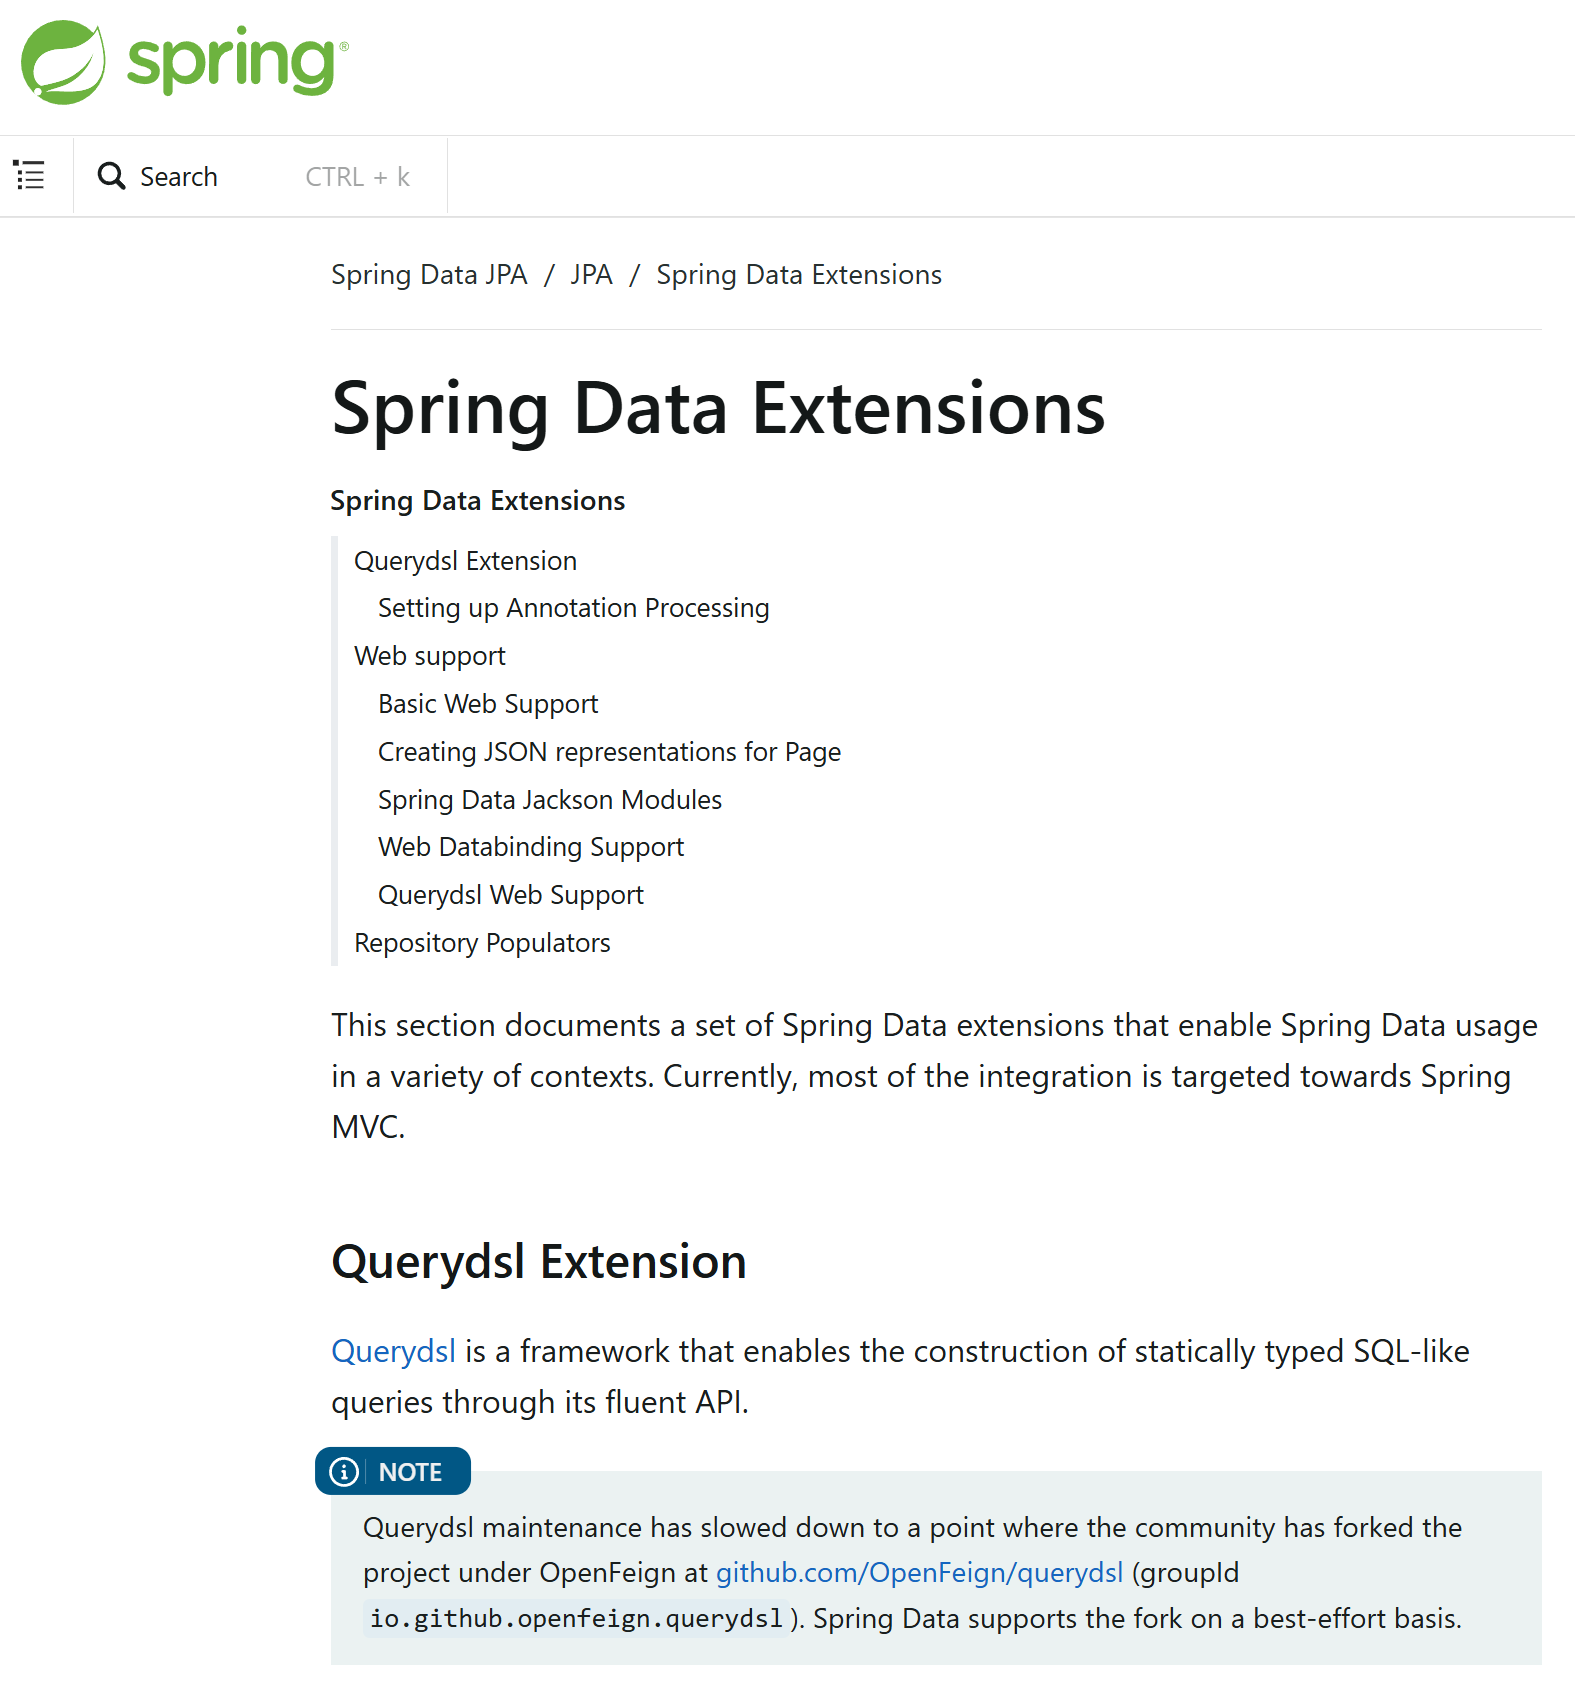 spring®
Search CTRL + k
Spring Data JPA / JPA / Spring Data Extensions
Spring Data Extensions
Spring Data Extensions
Querydsl Extension
Setting up Annotation Processing
Web support
Basic Web Support
Creating JSON representations for Page
Spring Data Jackson Modules
Web Databinding Support
Querydsl Web Support
Repository Populators
This section documents a set of Spring Data extensions that enable Spring Data usage
in a variety of contexts. Currently, most of the integration is targeted towards Spring
MVC.
Querydsl Extension
Querydsl is a framework that enables the construction of statically typed SQL-like
queries through its fluent API.
NOTE
Querydsl maintenance has slowed down to a point where the community has forked the
project under OpenFeign at github.com/OpenFeign/querydsl (groupId
io.github.openfeign.querydsl). Spring Data supports the fork on a best-effort basis.